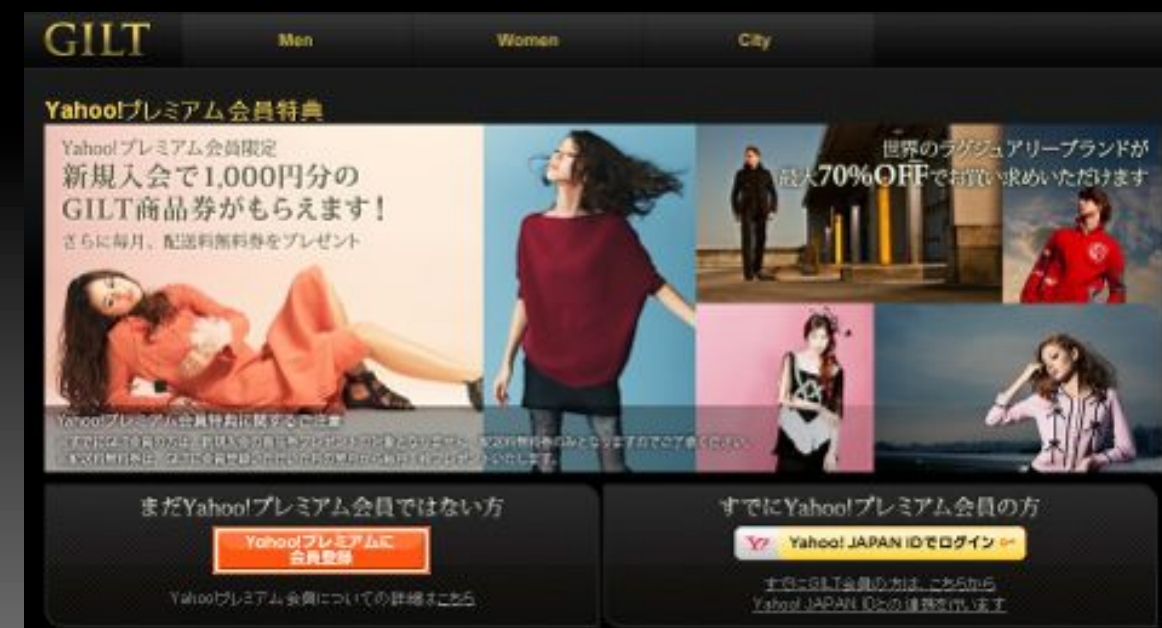 GILT
Men
Women
City
Yahoo!プレミアム会員特典
Yahoo!プレミアム会員限定
新規入会で1,000円分の
GILT商品券がもらえます!
さらに毎月、配送料無料券をプレゼント
世界のラグジュアリーブランドが
最大70%OFFでお買い求めいただけます
Yahoo!プレミアム会員特典に関するご注意
まだYahoo!プレミアム会員ではない方
Yahoo!プレミアムに
会員登録
Yahoo!プレミアム会員についての詳細はこちら
すでにYahoo!プレミアム会員の方
Yahoo! JAPAN IDでログイン
すでにGILT会員の方は、こちらから
Yahoo! JAPAN IDとの連携を行います